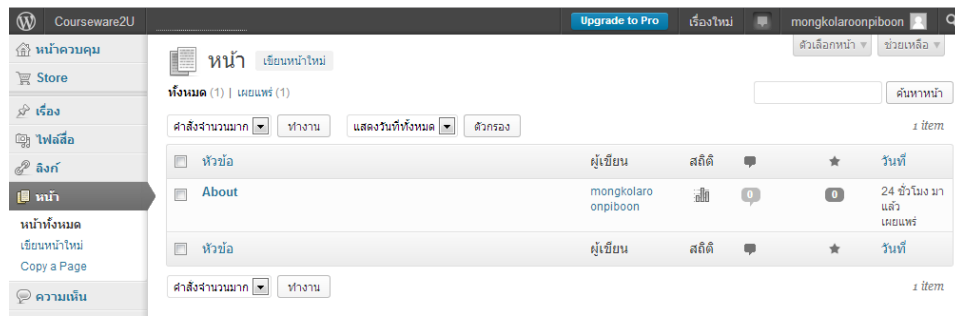 Courseware2U Upgrade to Pro เรื่องใหม่ mongkolaroonpiboon
หน้าควบคุม
Store
เรื่อง
ไฟล์สื่อ
ลิงก์
หน้า
หน้าทั้งหมด
เขียนหน้าใหม่
Copy a Page
ความเห็น
ตัวเลือกหน้า ช่วยเหลือ
หน้า เขียนหน้าใหม่
ทั้งหมด (1) | เผยแพร่ (1)
ค้นหาหน้า
คำสั่งจำนวนมาก ทำงาน แสดงวันที่ทั้งหมด ตัวกรอง 1 item
หัวข้อ ผู้เขียน สถิติ วันที่
About mongkolaro 0 0 24 ชั่วโมง มา
onpiboon แล้ว
เผยแพร่
หัวข้อ ผู้เขียน สถิติ วันที่
คำสั่งจำนวนมาก ทำงาน 1 item